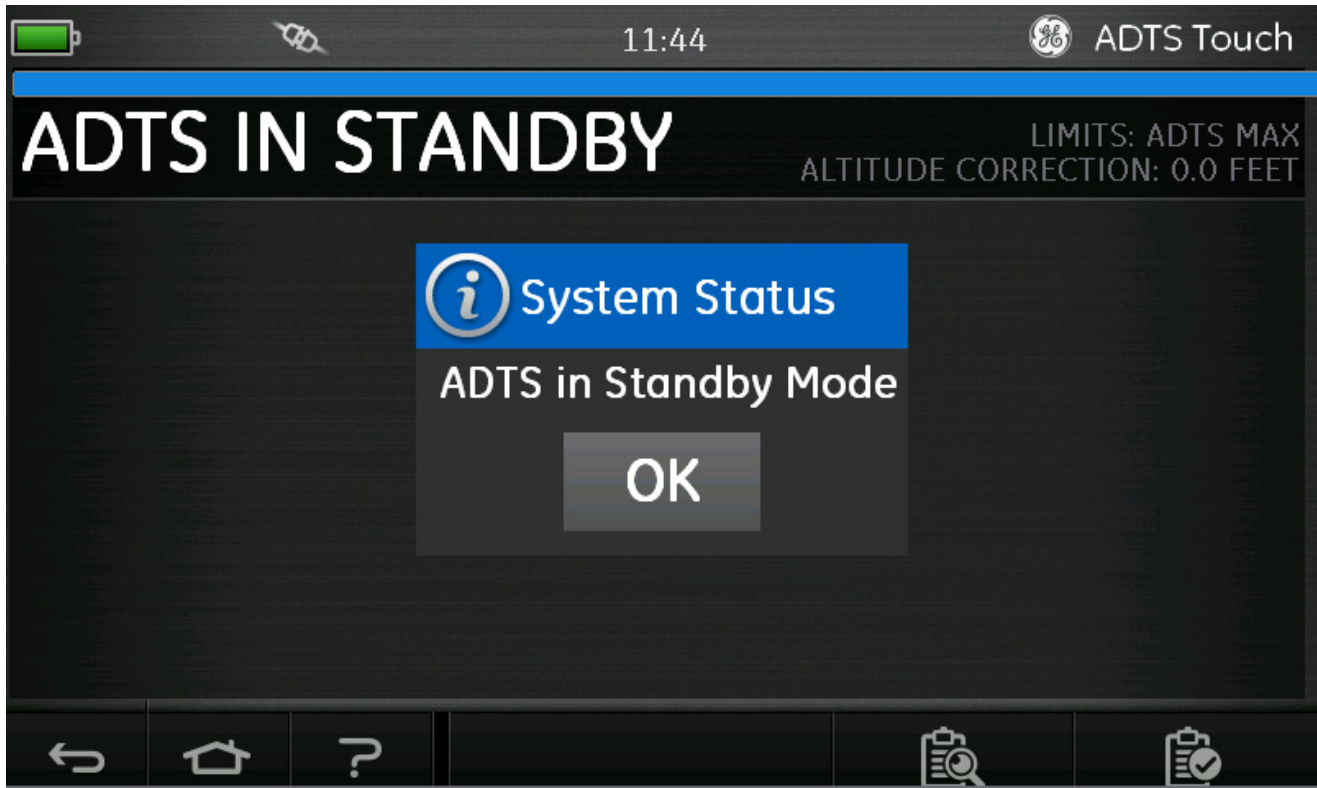 11:44
ADTS Touch
ADTS IN STANDBY
LIMITS: ADTS MAX
ALTITUDE CORRECTION: 0.0 FEET
System Status
ADTS in Standby Mode
OK
?